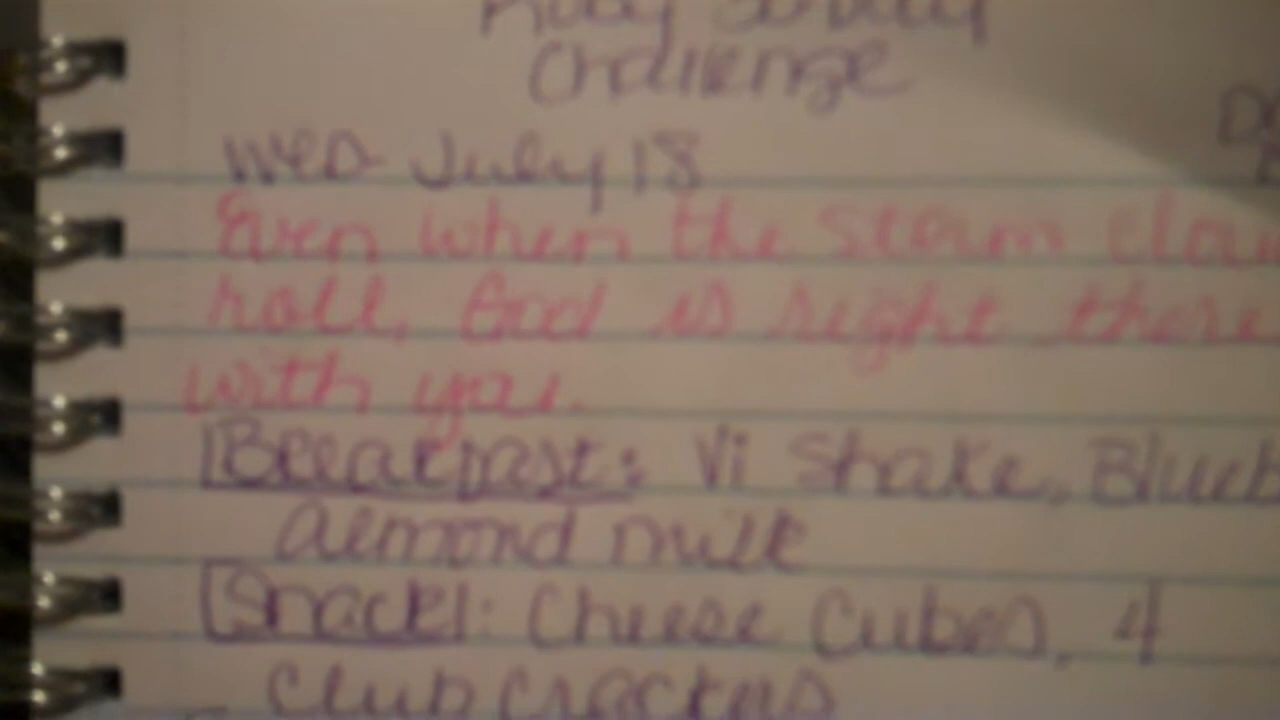 Challenge
Wed July 18
Even when the storm
roll, God is right there
with you.
Breakfast: Vi Shake,
almond milk
Snack: Cheese Cubes, 4
Club Crackers